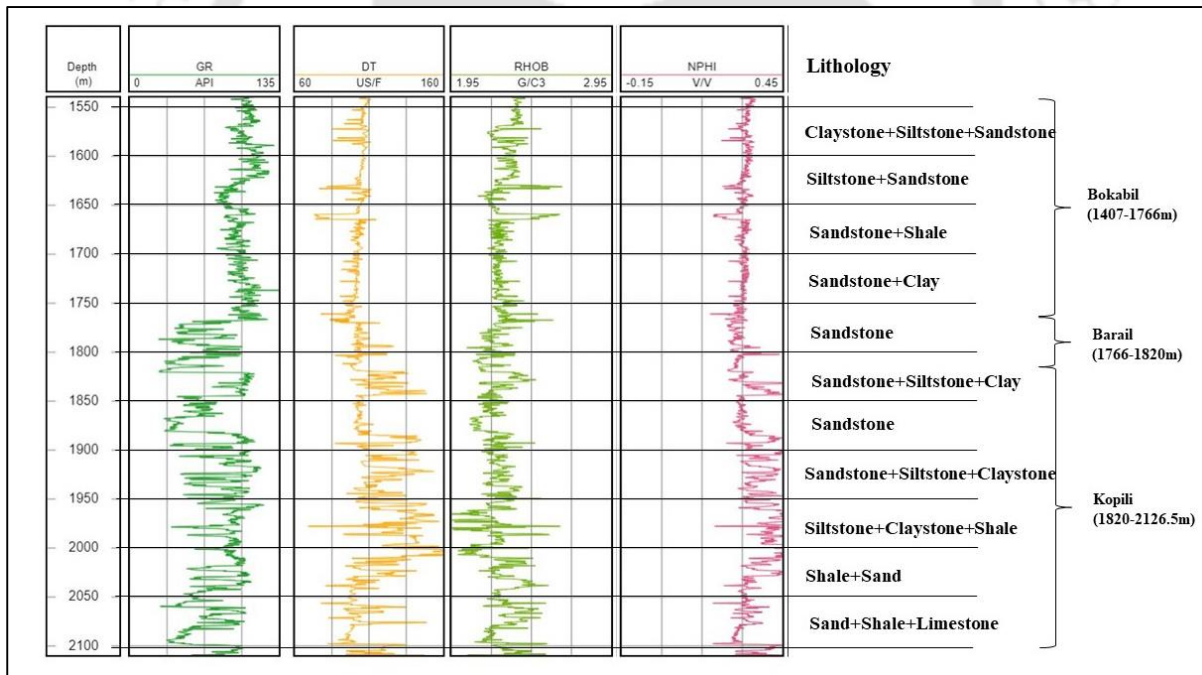 Depth
(m)
GR
0 API 135
DT
60 US/F 160
RHOB
1.95 G/C3 2.95
NPHI
-0.15 V/V 0.45
Lithology
1550
Claystone+Siltstone+Sandstone
1600
Siltstone+Sandstone
1650
Bokabil
(1407-1766m)
Sandstone+Shale
1700
Sandstone+Clay
1750
Sandstone
Barail
(1766-1820m)
1800
Sandstone+Siltstone+Clay
1850
Sandstone
1900
Sandstone+Siltstone+Claystone
1950
Kopili
(1820-2126.5m)
Siltstone+Claystone+Shale
2000
Shale+Sand
2050
Sand+Shale+Limestone
2100